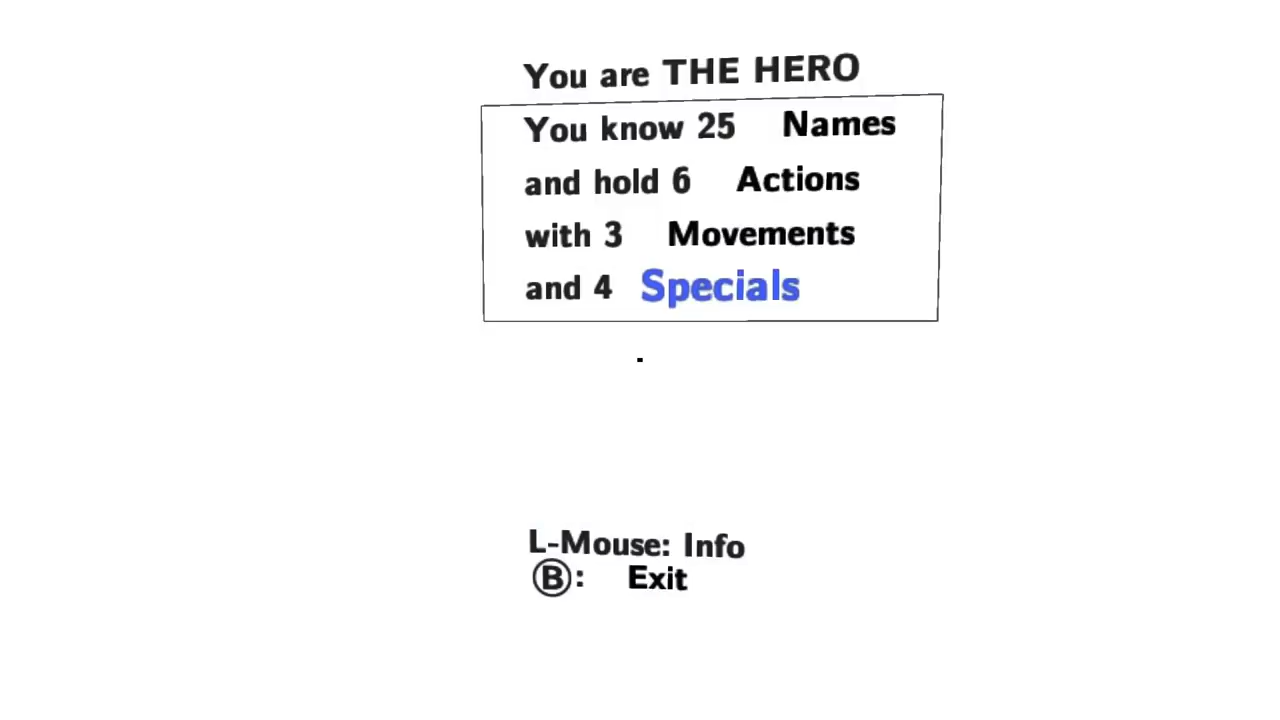 You are THE HERO
You know 25 Names
and hold 6 Actions
with 3 Movements
and 4 Specials
L-Mouse: Info
Ⓑ: Exit